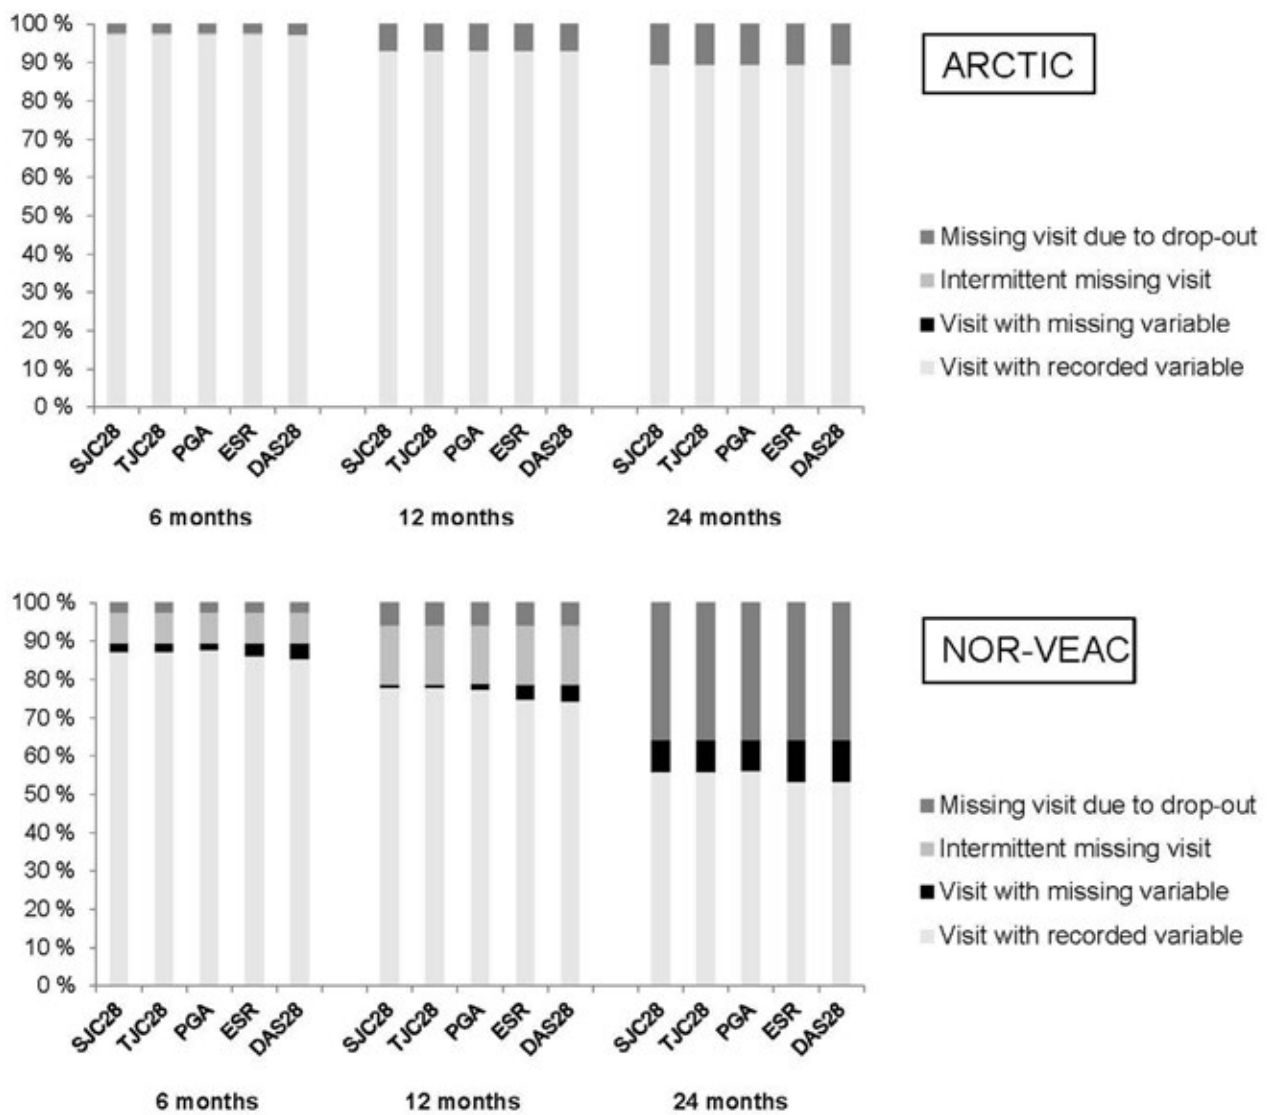 100 %
90 %
80 %
70 %
60 %
50 %
40 %
30 %
20 %
10 %
0 %
SJC28 TJC28 PGA ESR DAS28 SJC28 TJC28 PGA ESR DAS28 SJC28 TJC28 PGA ESR DAS28
6 months 12 months 24 months
ARCTIC
Missing visit due to drop-out
Intermittent missing visit
Visit with missing variable
Visit with recorded variable
100 %
90 %
80 %
70 %
60 %
50 %
40 %
30 %
20 %
10 %
0 %
SJC28 TJC28 PGA ESR DAS28 SJC28 TJC28 PGA ESR DAS28 SJC28 TJC28 PGA ESR DAS28
6 months 12 months 24 months
NOR-VEAC
Missing visit due to drop-out
Intermittent missing visit
Visit with missing variable
Visit with recorded variable